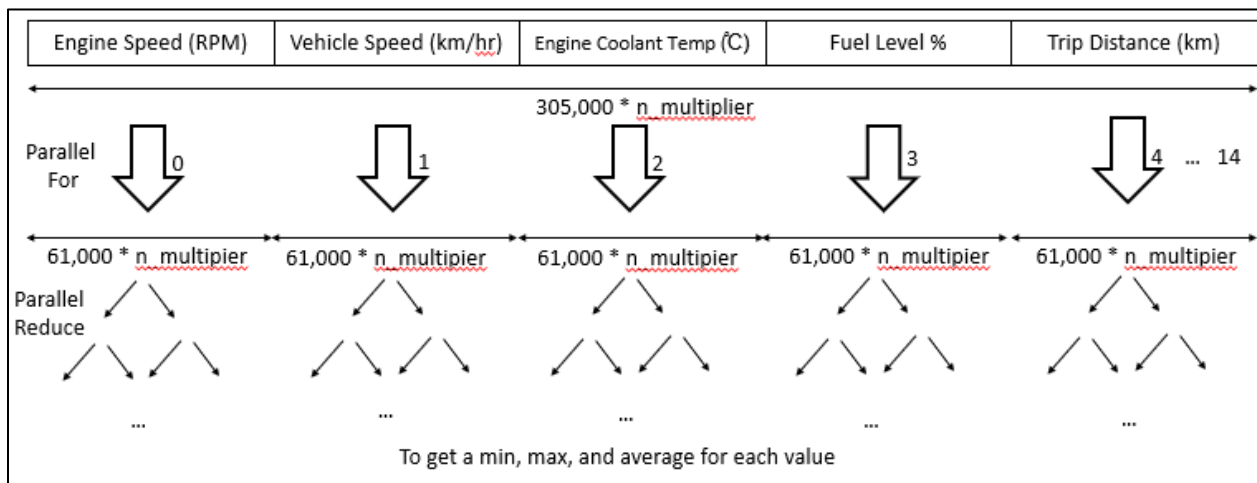 Engine Speed (RPM) Vehicle Speed (km/hr) Engine Coolant Temp (℃) Fuel Level % Trip Distance (km)
305,000 * n_multiplier
Parallel For
0 1 2 3 4 ... 14
61,000 * n_multipier 61,000 * n_multipier 61,000 * n_multipier 61,000 * n_multipier 61,000 * n_multipier
Parallel Reduce
... ... ... ... ...
To get a min, max, and average for each value